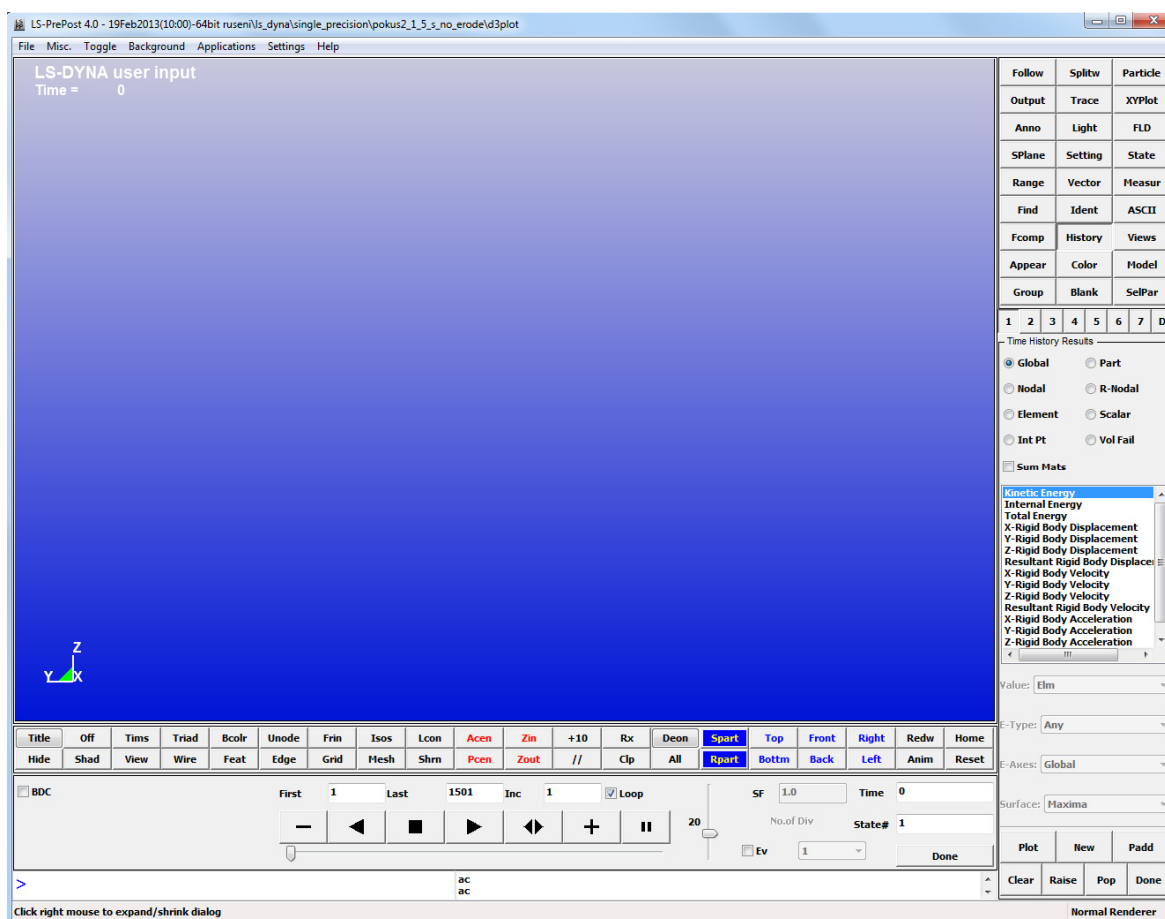 LS-PrePost 4.0 - 19Feb2013(10:00)-64bit ruseni\ls_dyna\single_precision\pokus2_1_5_s_no_erode\d3plot
File Misc. Toggle Background Applications Settings Help
LS-DYNA user input
Time = 0
Z
Y X
Follow Splitw Particle
Output Trace XYPlot
Anno Light FLD
SPlane Setting State
Range Vector Measur
Find Ident ASCII
Fcomp History Views
Appear Color Model
Group Blank SelPar
1 2 3 4 5 6 7 D
Time History Results
Global Part
Nodal R-Nodal
Element Scalar
Int Pt Vol Fail
Sum Mats
Kinetic Energy
Internal Energy
Total Energy
X-Rigid Body Displacement
Y-Rigid Body Displacement
Z-Rigid Body Displacement
Resultant Rigid Body Displacer
X-Rigid Body Velocity
Y-Rigid Body Velocity
Z-Rigid Body Velocity
Resultant Rigid Body Velocity
X-Rigid Body Acceleration
Y-Rigid Body Acceleration
Z-Rigid Body Acceleration
Value: Elm
E-Type: Any
E-Axes: Global
Surface: Maxima
Plot New Padd
Clear Raise Pop Done
Title Off Tims Triad Bcolr Unode Frin Isos Lcon Acen Zin +10 Rx Deon Spart Top Front Right Redw Home
Hide Shad View Wire Feat Edge Grid Mesh Shrn Pcen Zout // Clp All Rpart Bottm Back Left Anim Reset
BDC First 1 Last 1501 Inc 1 Loop SF 1.0 Time 0
20 No.of Div State# 1
Ev 1 Done
> ac
ac
Click right mouse to expand/shrink dialog Normal Renderer